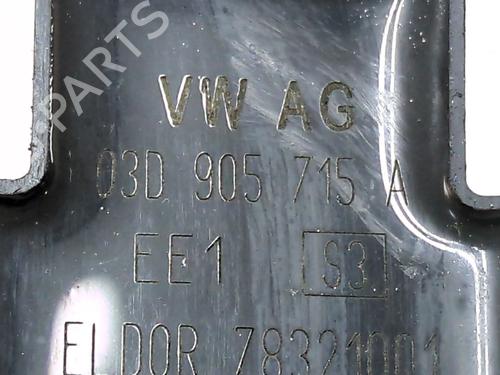 VW AG
03D 905 715 A
EE1 S3
ELDOR 78321001
PARTS